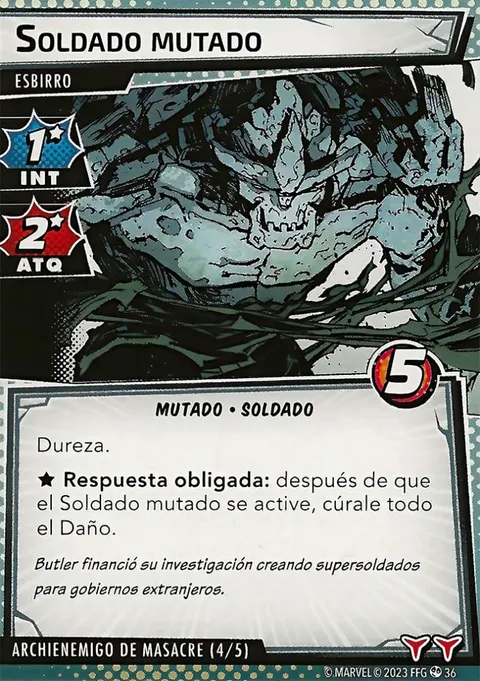 SOLDADO MUTADO
ESBIRRO
1★
INT
2★
ATQ
5
MUTADO • SOLDADO
Dureza.
★ Respuesta obligada: después de que
el Soldado mutado se active, cúrale todo
el Daño.
Butler financió su investigación creando supersoldados
para gobiernos extranjeros.
ARCHIENEMIGO DE MASACRE (4/5)
© MARVEL © 2023 FFG 36